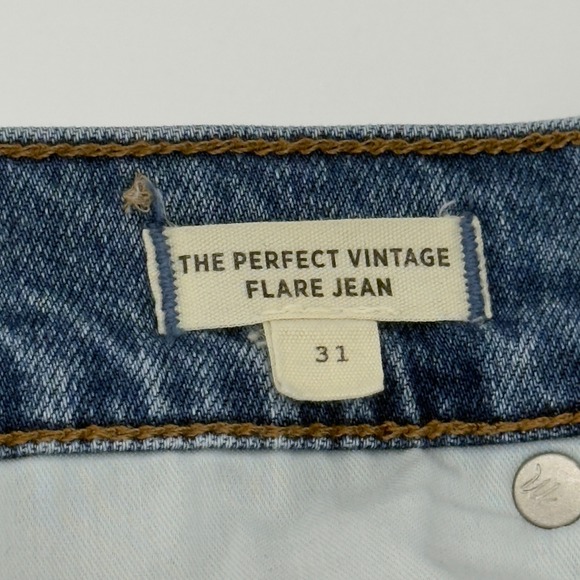 THE PERFECT VINTAGE
FLARE JEAN
31